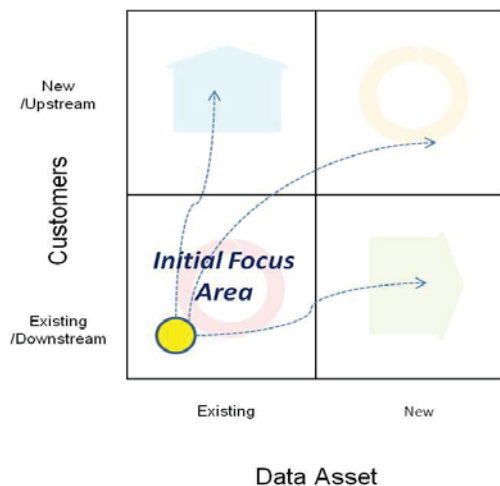 New
/Upstream
Customers
Initial Focus
Area
Existing
/Downstream
Existing
New
Data Asset